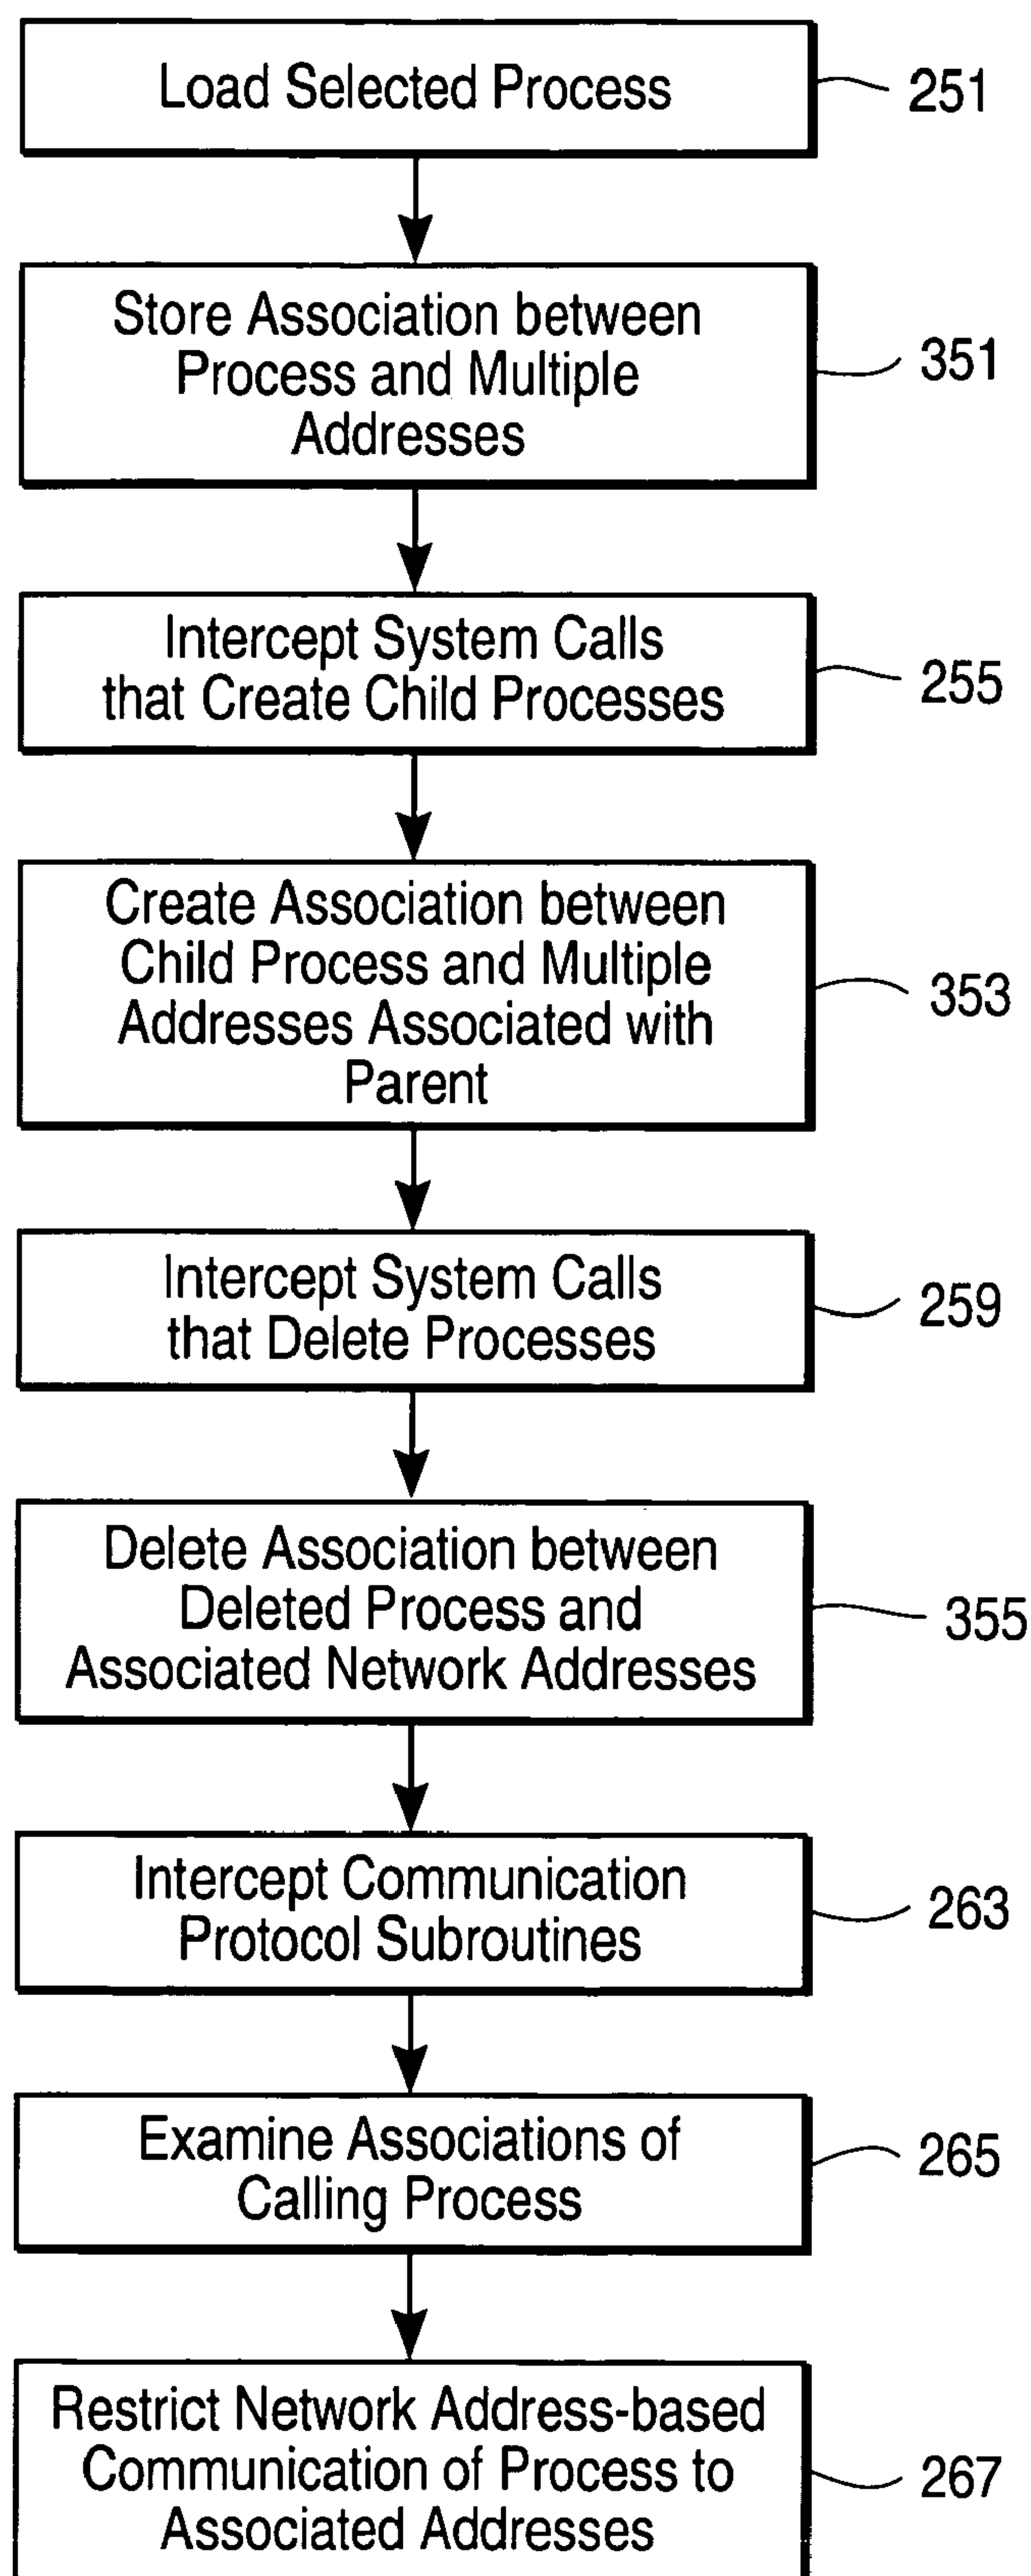 Load Selected Process
251
Store Association between
Process and Multiple
Addresses
351
Intercept System Calls
that Create Child Processes
255
Create Association between
Child Process and Multiple
Addresses Associated with
Parent
353
Intercept System Calls
that Delete Processes
259
Delete Association between
Deleted Process and
Associated Network Addresses
355
Intercept Communication
Protocol Subroutines
263
Examine Associations of
Calling Process
265
Restrict Network Address-based
Communication of Process to
Associated Addresses
267